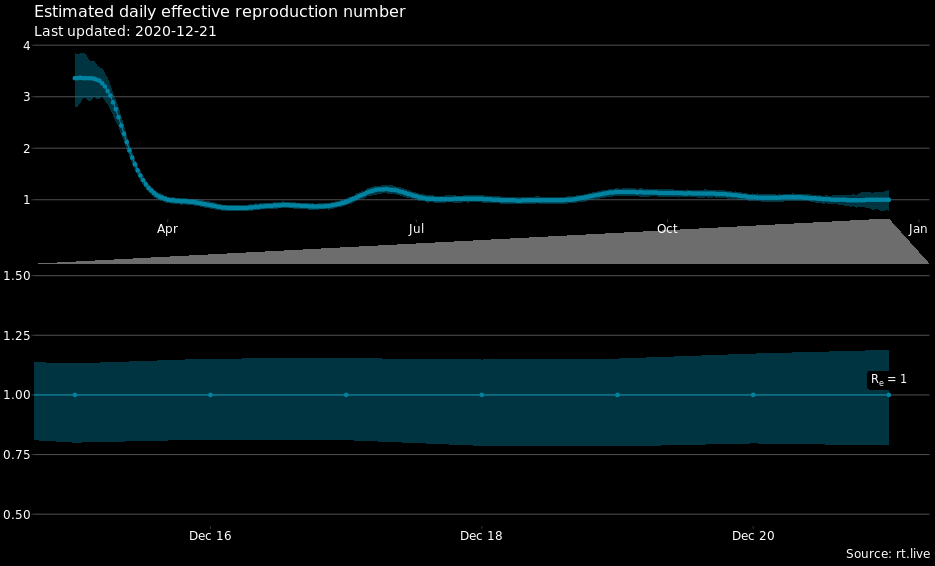 Estimated daily effective reproduction number
Last updated: 2020-12-21
4
3
2
1
Apr Jul Oct Jan
1.50
1.25
Re = 1
1.00
0.75
0.50
Dec 16 Dec 18 Dec 20
Source: rt.live